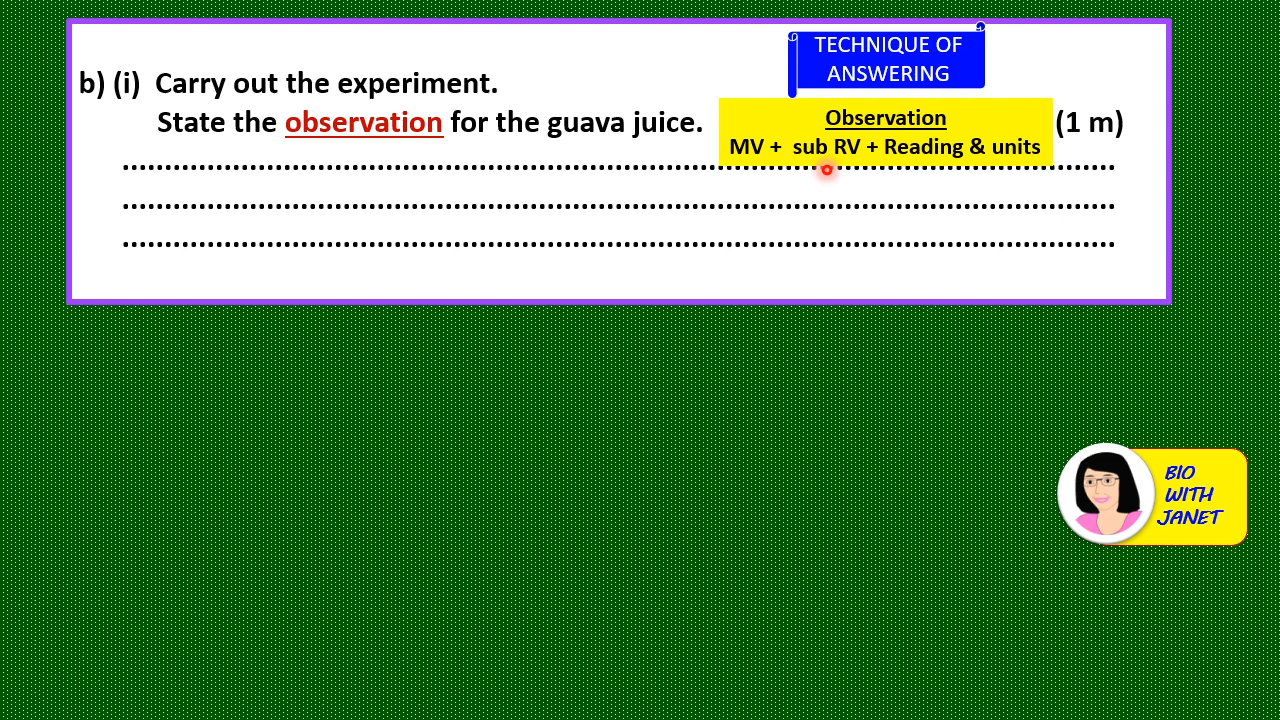 TECHNIQUE OF
ANSWERING
b) (i) Carry out the experiment.
State the observation for the guava juice.
Observation
MV + sub RV + Reading & units
(1 m)
BIO
WITH
JANET